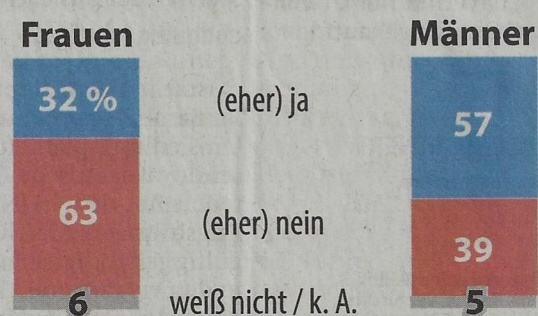 Frauen Männer
32 % (eher) ja 57
63 (eher) nein 39
6 weiß nicht / k. A. 5